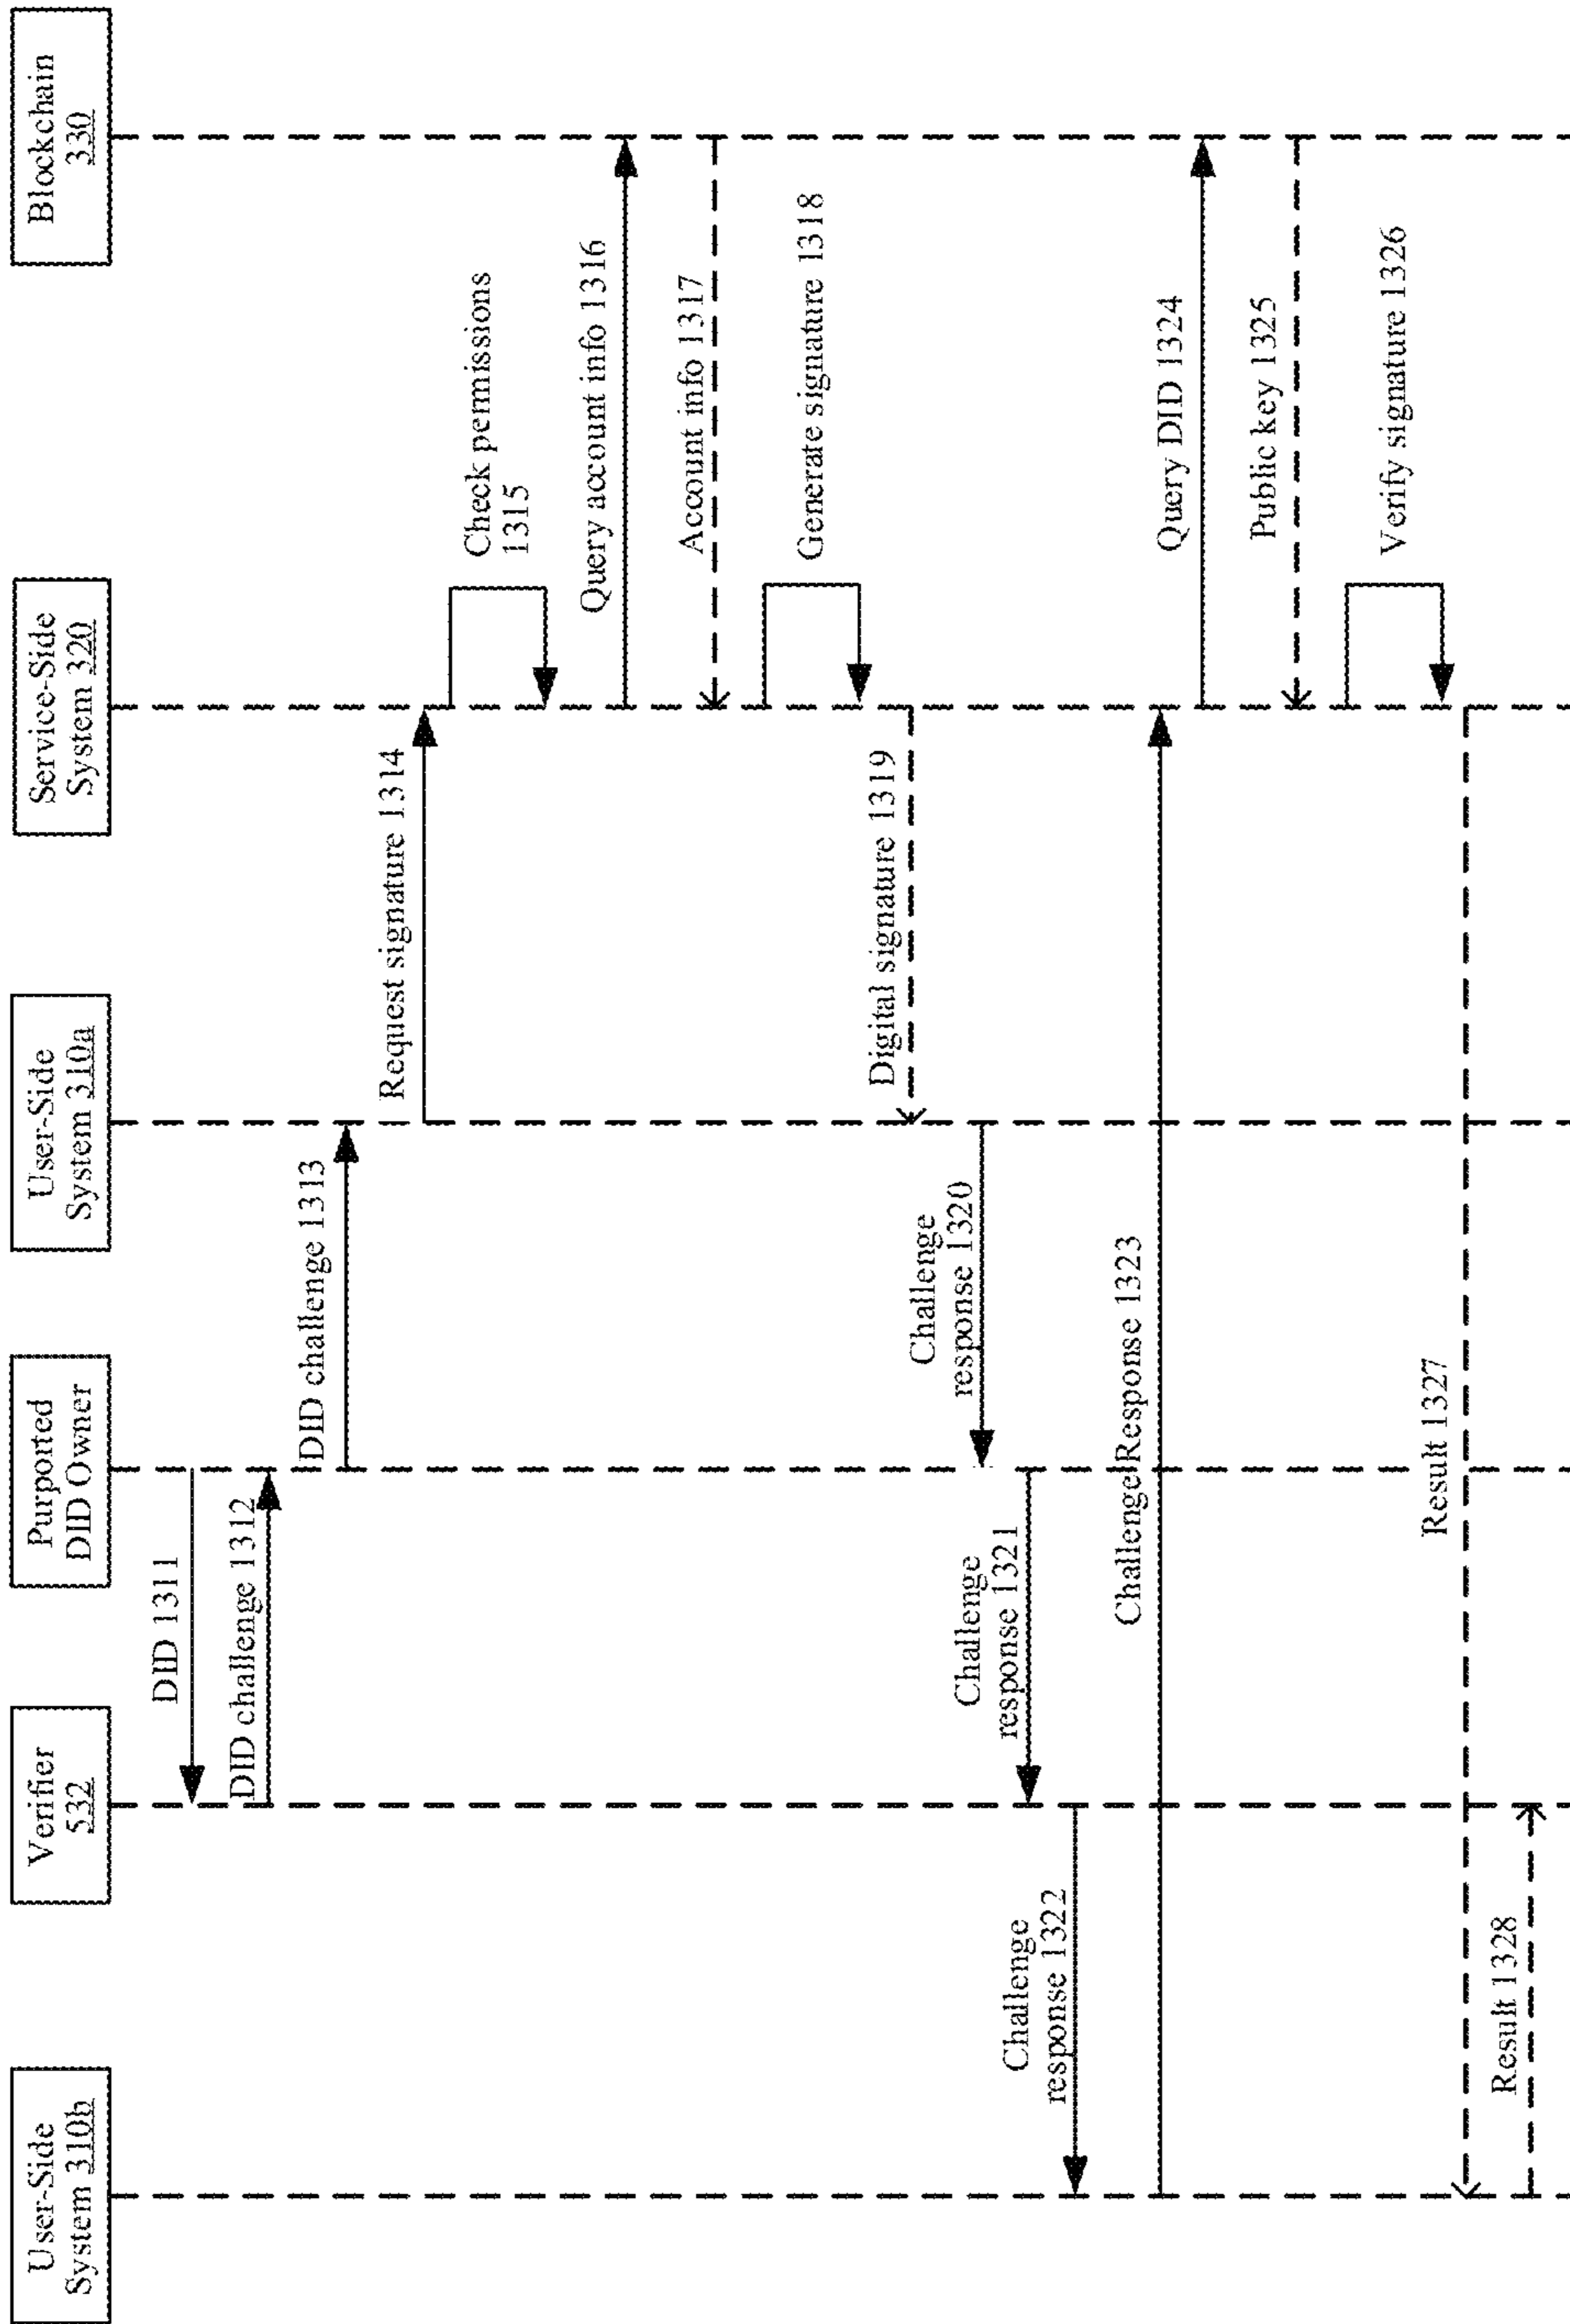 User-Side
System 310b
Verifier
532
Purported
DID Owner
User-Side
System 310a
Service-Side
System 320
Blockchain
330
DID 1311
DID challenge 1312
DID challenge 1313
Request signature 1314
Check permissions
1315
Query account info 1316
Account info 1317
Generate signature 1318
Digital signature 1319
Challenge
response 1320
Challenge
response 1321
Challenge
response 1322
Challenge Response 1323
Query DID 1324
Public key 1325
Verify signature 1326
Result 1327
Result 1328